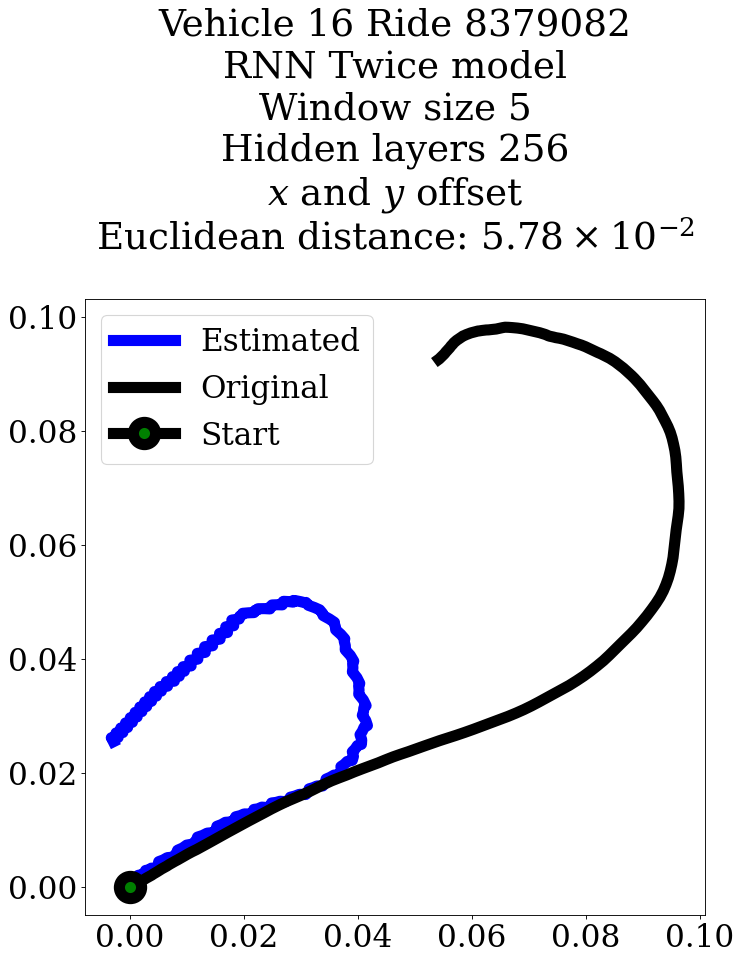 Vehicle 16 Ride 8379082
RNN Twice model
Window size 5
Hidden layers 256
x and y offset
Euclidean distance: 5.78 × 10⁻²
Estimated
Original
Start
0.10
0.08
0.06
0.04
0.02
0.00
0.00 0.02 0.04 0.06 0.08 0.10